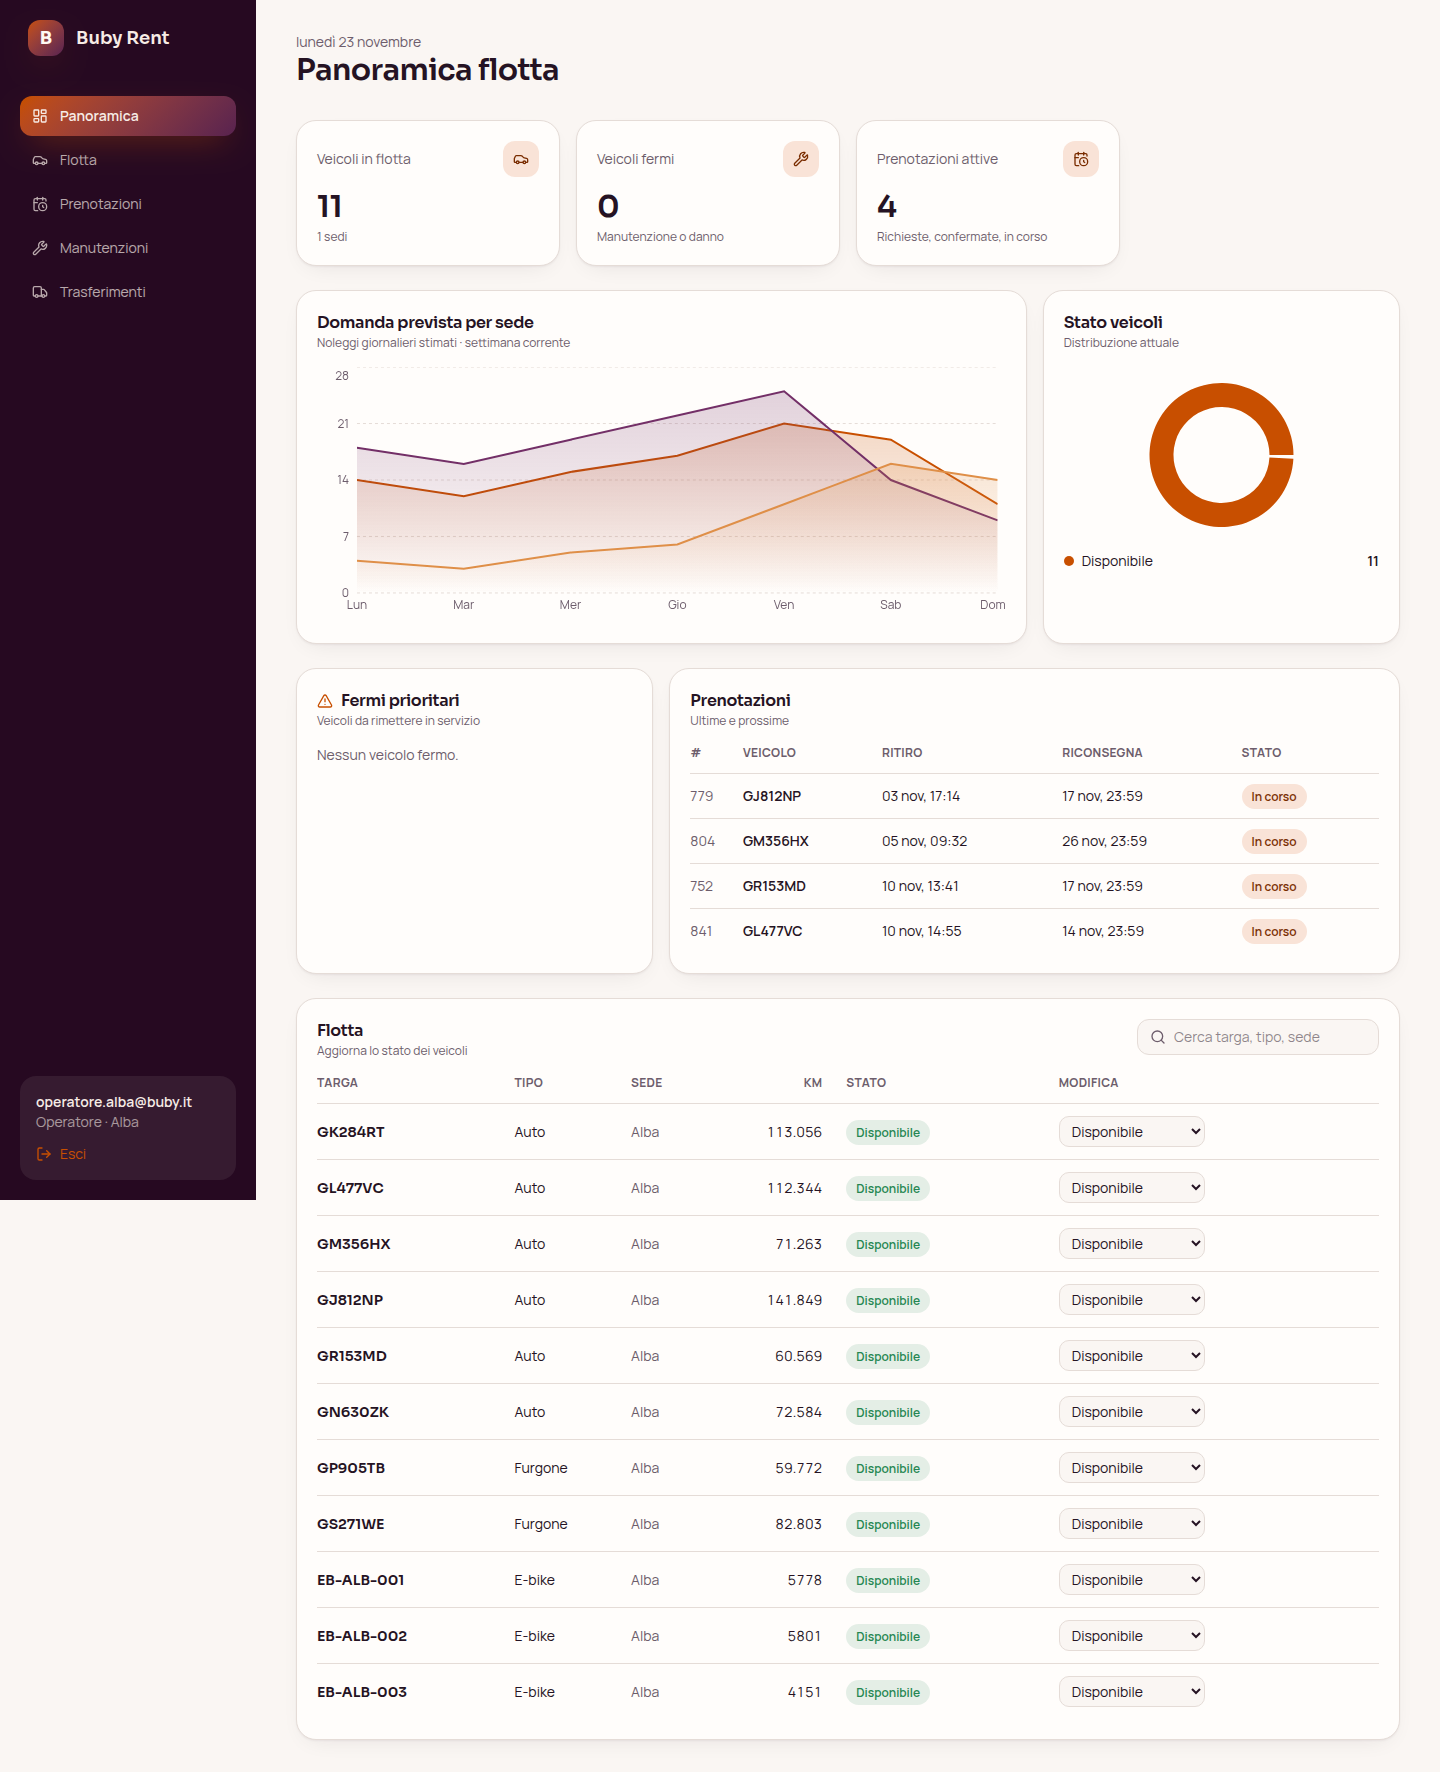 B Buby Rent
Panoramica
Flotta
Prenotazioni
Manutenzioni
Trasferimenti
operatore.alba@buby.it
Operatore · Alba
Esci
lunedì 23 novembre
Panoramica flotta
Veicoli in flotta
11
1 sedi
Veicoli fermi
0
Manutenzione o danno
Prenotazioni attive
4
Richieste, confermate, in corso
Domanda prevista per sede
Noleggi giornalieri stimati · settimana corrente
28
21
14
7
0
Lun Mar Mer Gio Ven Sab Dom
Stato veicoli
Distribuzione attuale
Disponibile 11
Fermi prioritari
Veicoli da rimettere in servizio
Nessun veicolo fermo.
Prenotazioni
Ultime e prossime
# VEICOLO RITIRO RICONSEGNA STATO
779 GJ812NP 03 nov, 17:14 17 nov, 23:59 In corso
804 GM356HX 05 nov, 09:32 26 nov, 23:59 In corso
752 GR153MD 10 nov, 13:41 17 nov, 23:59 In corso
841 GL477VC 10 nov, 14:55 14 nov, 23:59 In corso
Flotta
Aggiorna lo stato dei veicoli
Cerca targa, tipo, sede
TARGA TIPO SEDE KM STATO MODIFICA
GK284RT Auto Alba 113.056 Disponibile Disponibile
GL477VC Auto Alba 112.344 Disponibile Disponibile
GM356HX Auto Alba 71.263 Disponibile Disponibile
GJ812NP Auto Alba 141.849 Disponibile Disponibile
GR153MD Auto Alba 60.569 Disponibile Disponibile
GN630ZK Auto Alba 72.584 Disponibile Disponibile
GP905TB Furgone Alba 59.772 Disponibile Disponibile
GS271WE Furgone Alba 82.803 Disponibile Disponibile
EB-ALB-001 E-bike Alba 5778 Disponibile Disponibile
EB-ALB-002 E-bike Alba 5801 Disponibile Disponibile
EB-ALB-003 E-bike Alba 4151 Disponibile Disponibile